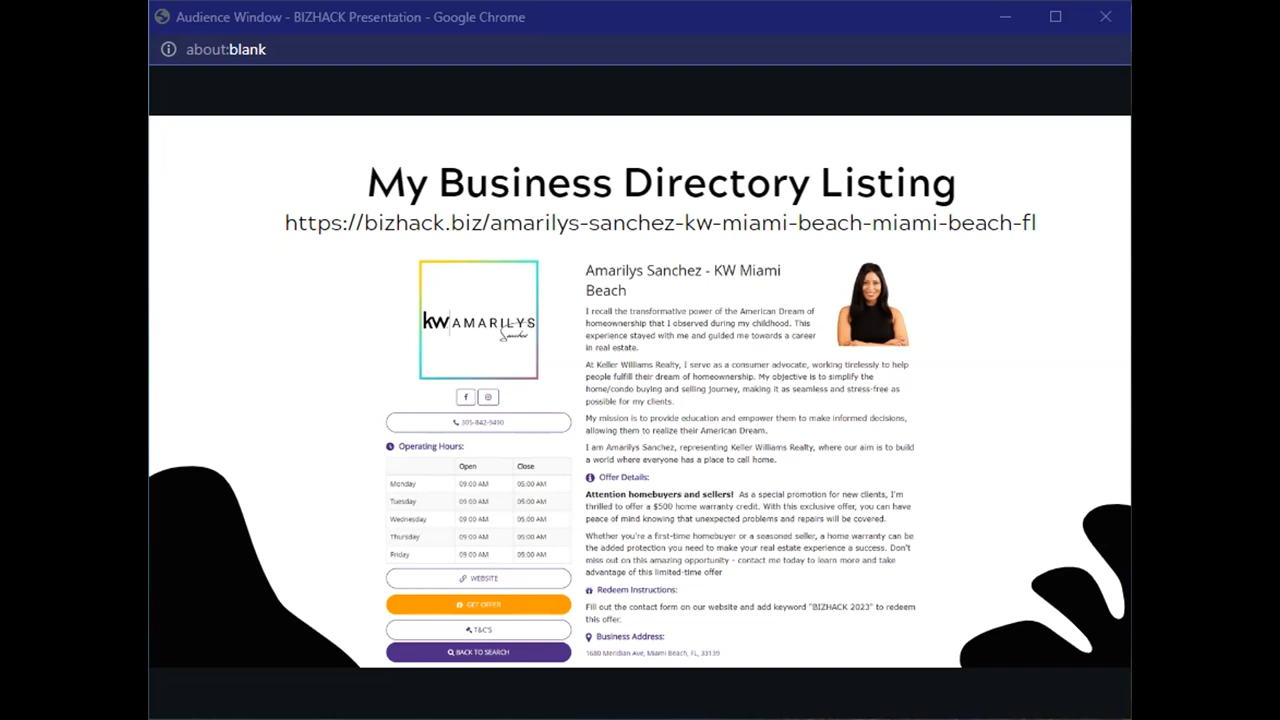 Audience Window - BIZHACK Presentation - Google Chrome
about:blank
My Business Directory Listing
https://bizhack.biz/amarilys-sanchez-kw-miami-beach-miami-beach-fl
kw AMARILYS
Sanchez
305-842-9490
Operating Hours:
Open Close
Monday 09:00 AM 05:00 AM
Tuesday 09:00 AM 05:00 AM
Wednesday 09:00 AM 05:00 AM
Thursday 09:00 AM 05:00 AM
Friday 09:00 AM 05:00 AM
WEBSITE
GET OFFER
T&C'S
BACK TO SEARCH
Amarilys Sanchez - KW Miami
Beach
I recall the transformative power of the American Dream of
homeownership that I observed during my childhood. This
experience stayed with me and guided me towards a career
in real estate.
At Keller Williams Realty, I serve as a consumer advocate, working tirelessly to help
people fulfill their dream of homeownership. My objective is to simplify the
home/condo buying and selling journey, making it as seamless and stress-free as
possible for my clients.
My mission is to provide education and empower them to make informed decisions,
allowing them to realize their American Dream.
I am Amarilys Sanchez, representing Keller Williams Realty, where our aim is to build
a world where everyone has a place to call home.
Offer Details:
Attention homebuyers and sellers! As a special promotion for new clients, I'm
thrilled to offer a $500 home warranty credit. With this exclusive offer, you can have
peace of mind knowing that unexpected problems and repairs will be covered.
Whether you're a first-time homebuyer or a seasoned seller, a home warranty can be
the added protection you need to make your real estate experience a success. Don't
miss out on this amazing opportunity - contact me today to learn more and take
advantage of this limited-time offer
Redeem Instructions:
Fill out the contact form on our website and add keyword "BIZHACK 2023" to redeem
this offer.
Business Address:
1680 Meridian Ave, Miami Beach, FL, 33139